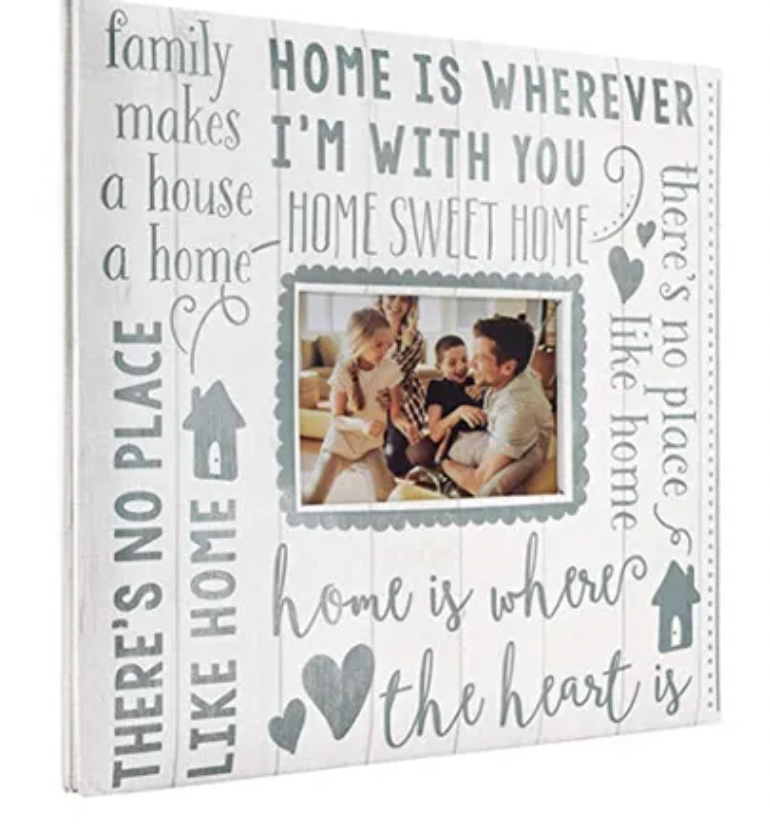 family
makes
a house
a home
HOME IS WHEREVER
I'M WITH YOU
HOME SWEET HOME
there's no place
like home
THERE'S NO PLACE
LIKE HOME
home is where
the heart is